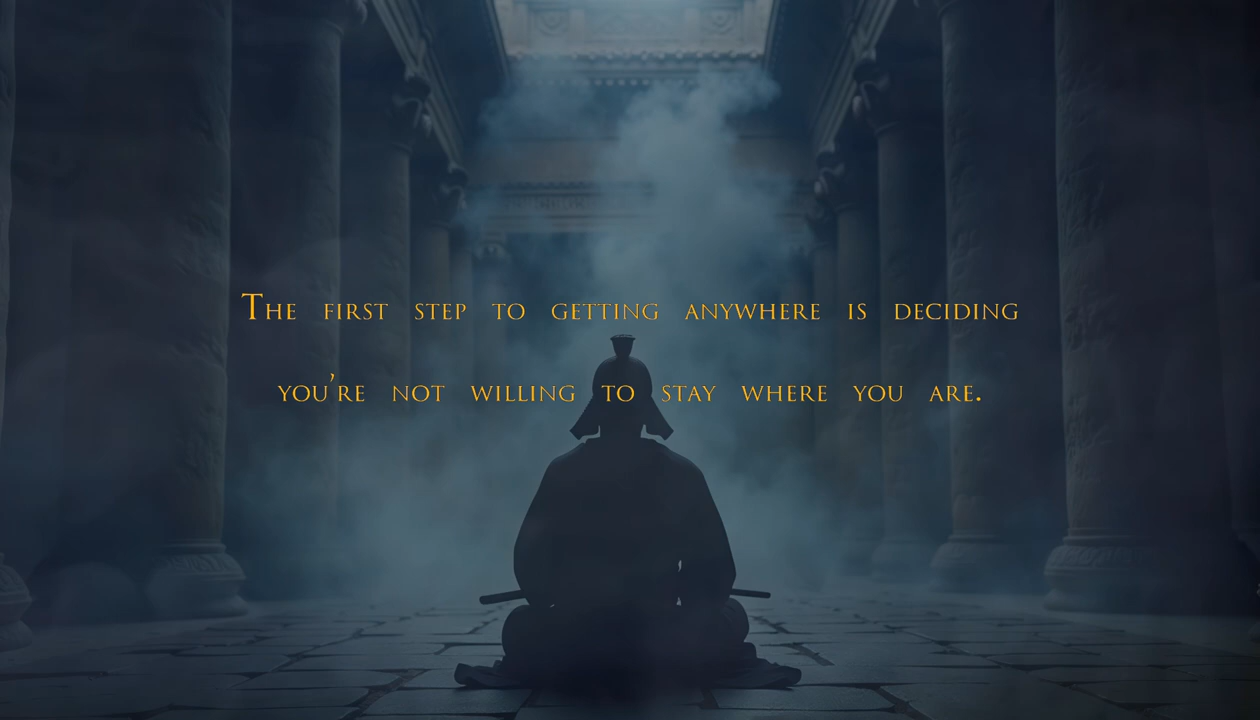 The first step to getting anywhere is deciding
you're not willing to stay where you are.